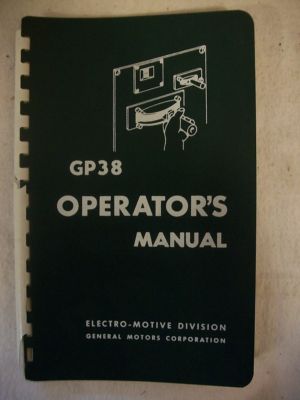 GP38
OPERATOR'S
MANUAL
ELECTRO-MOTIVE DIVISION
GENERAL MOTORS CORPORATION